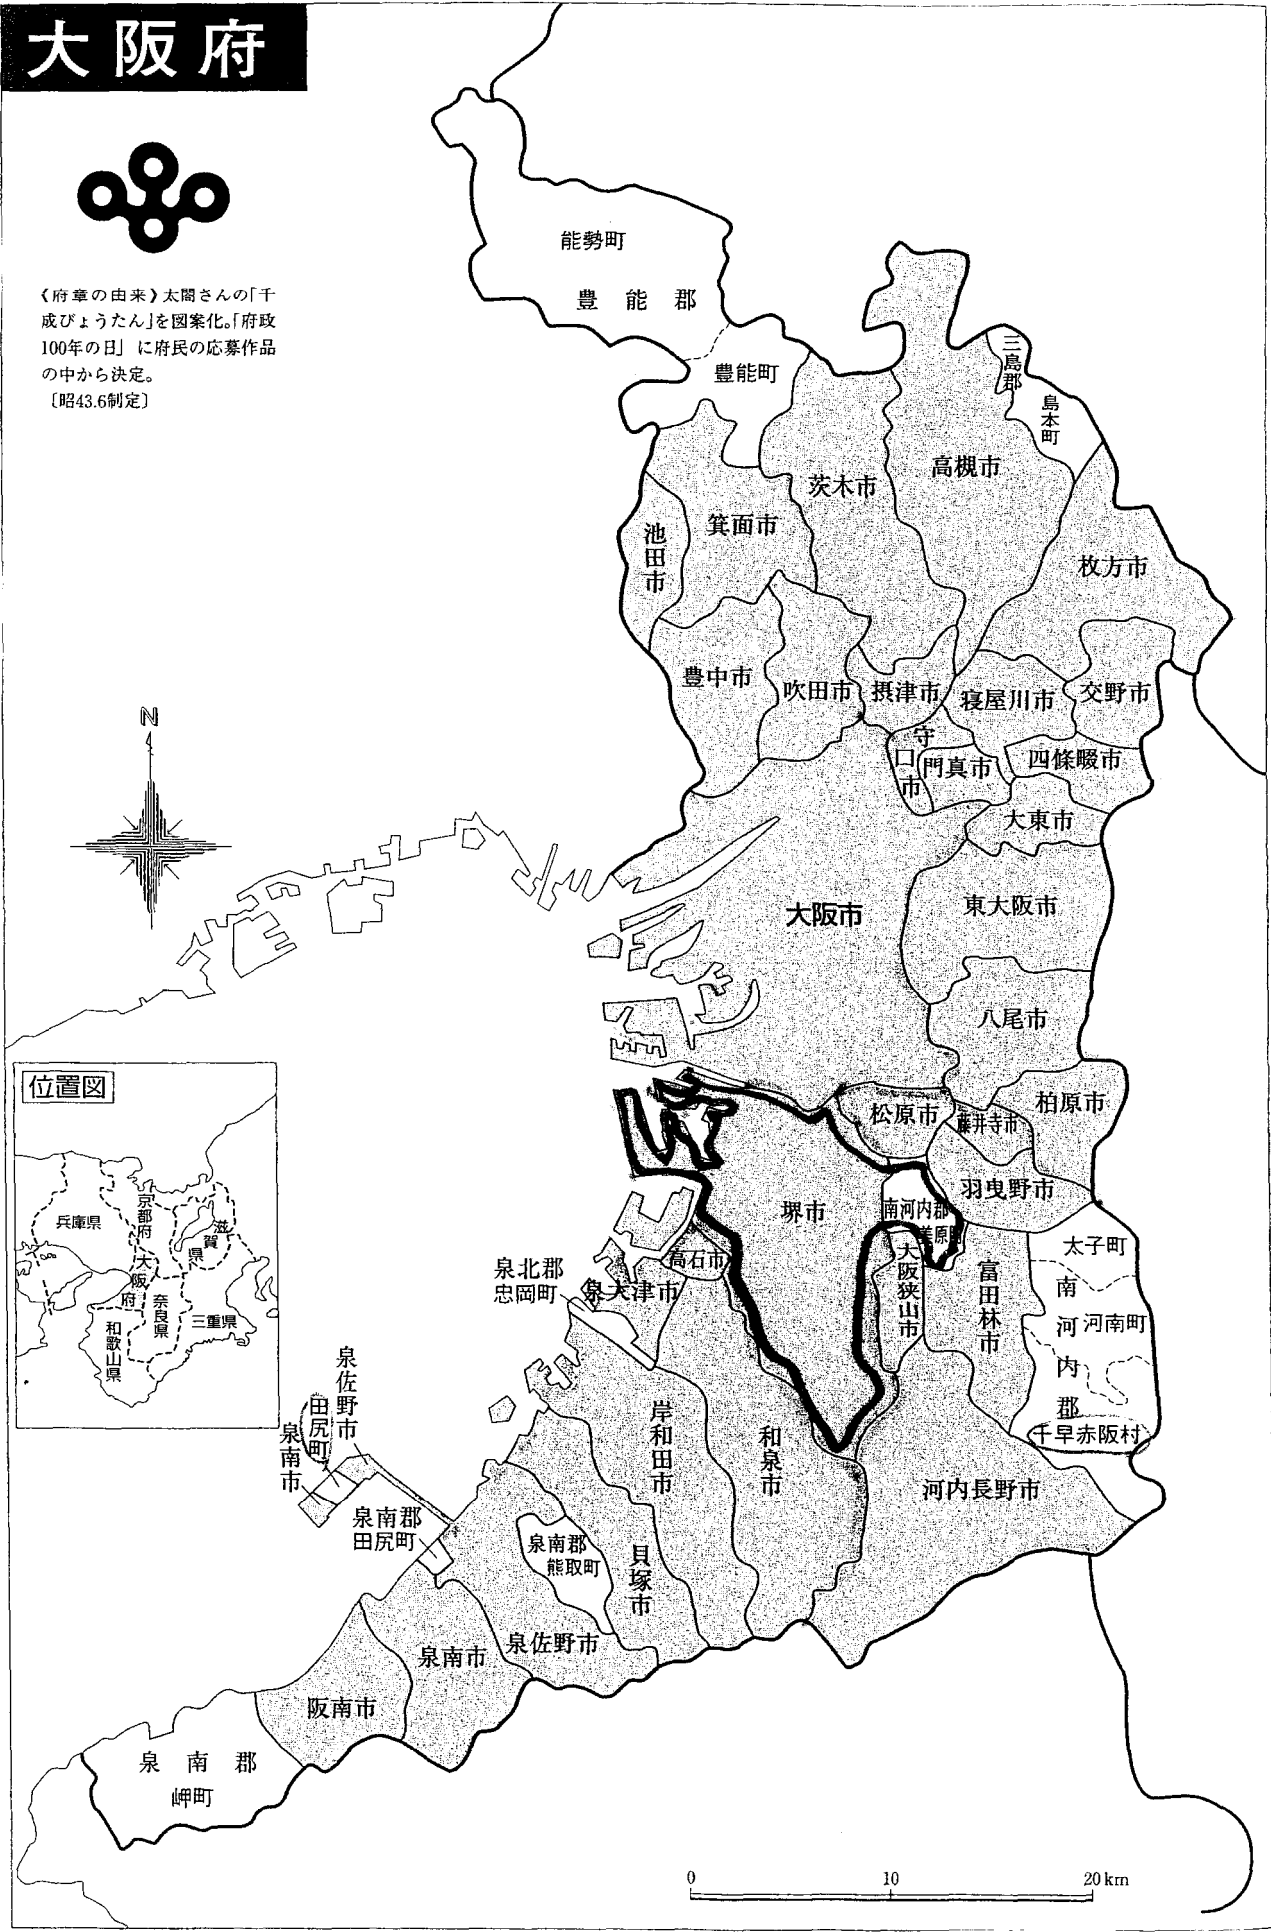 大阪府
《府章の由来》太閤さんの「千
成びょうたん」を図案化。「府政
100年の日」に府民の応募作品
の中から決定。
〔昭43.6制定〕
能勢町
豊能郡
豊能町
三島郡
島本町
高槻市
茨木市
箕面市
池田市
枚方市
豊中市
吹田市
摂津市
寝屋川市
交野市
守口市
門真市
四條畷市
大東市
N
大阪市
東大阪市
八尾市
位置図
兵庫県
京都府
滋賀県
大阪府
奈良県
三重県
和歌山県
松原市
藤井寺市
柏原市
羽曳野市
堺市
南河内郡
美原町
高石市
泉大津市
泉北郡
忠岡町
大阪狭山市
富田林市
太子町
南河内郡
河南町
千早赤阪村
泉佐野市
田尻町
泉南市
岸和田市
和泉市
河内長野市
泉南郡
田尻町
泉南郡
熊取町
貝塚市
泉佐野市
泉南市
阪南市
泉南郡
岬町
0 10 20km